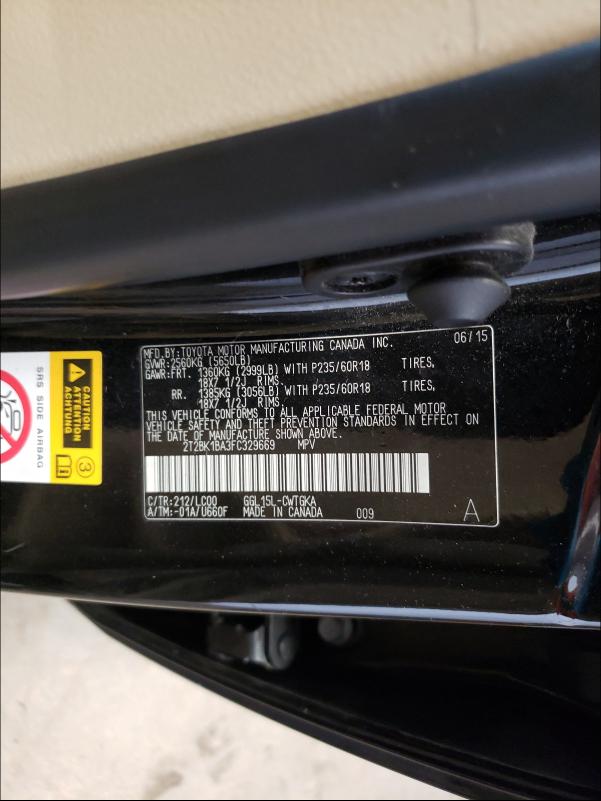 MFD.BY:TOYOTA MOTOR MANUFACTURING CANADA INC. 06/15
GVWR:2560KG (5650LB)
GAWR:FRT. 1360KG (2999LB) WITH P235/60R18 TIRES,
18X7 1/2J RIMS.
RR. 1385KG (3056LB) WITH P235/60R18 TIRES,
18X7 1/2J RIMS
THIS VEHICLE CONFORMS TO ALL APPLICABLE FEDERAL MOTOR
VEHICLE SAFETY AND THEFT PREVENTION STANDARDS IN EFFECT ON
THE DATE OF MANUFACTURE SHOWN ABOVE.
2T2BK1BA3FC329669 MPV
C/TR:212/LC00 GGL15L-CWTGKA
A/TM:-01A/U660F MADE IN CANADA 009 A
CAUTION
ATTENTION
ACHTUNG
3
SRS SIDE AIRBAG